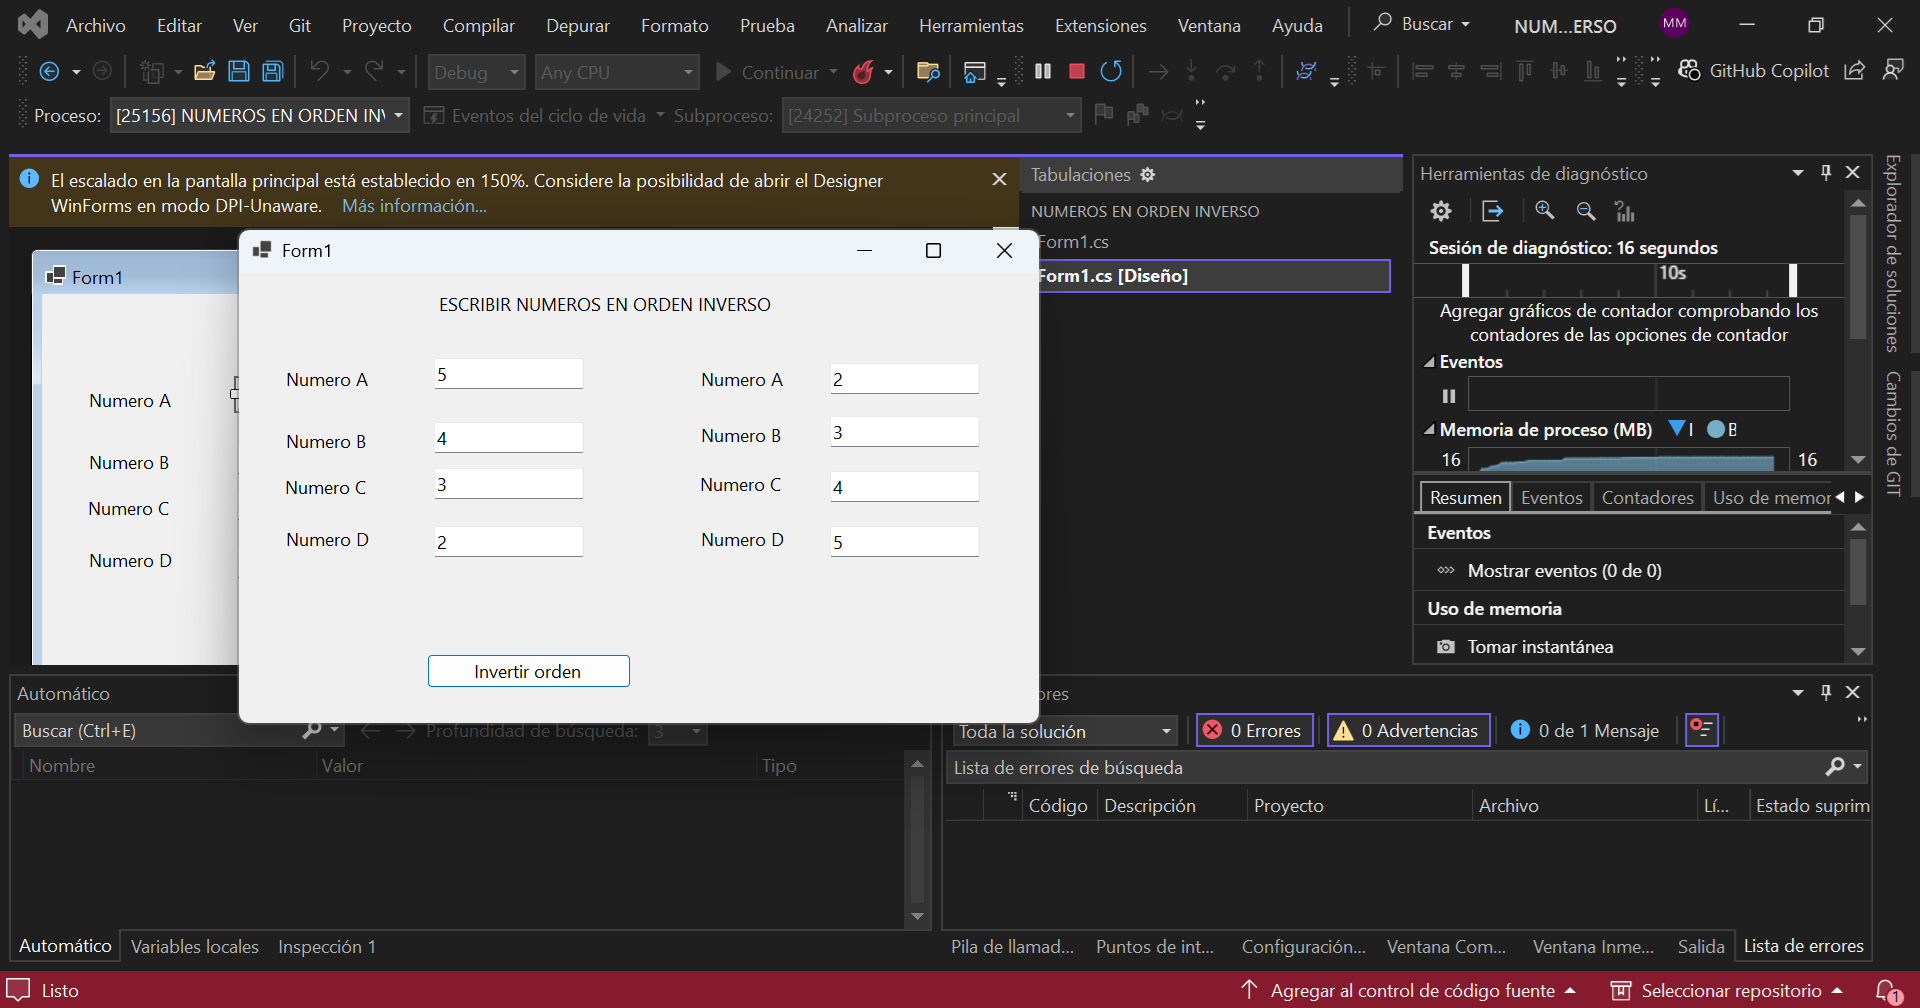 Archivo Editar Ver Git Proyecto Compilar Depurar Formato Prueba Analizar Herramientas Extensiones Ventana Ayuda Buscar NUM...ERSO MM
Debug Any CPU Continuar GitHub Copilot
Proceso: [25156] NUMEROS EN ORDEN IN Eventos del ciclo de vida Subproceso: [24252] Subproceso principal
El escalado en la pantalla principal está establecido en 150%. Considere la posibilidad de abrir el Designer
WinForms en modo DPI-Unaware. Más información...
Tabulaciones
NUMEROS EN ORDEN INVERSO
Form1.cs
Form1.cs [Diseño]
Form1
Numero A
Numero B
Numero C
Numero D
Form1
ESCRIBIR NUMEROS EN ORDEN INVERSO
Numero A 5 Numero A 2
Numero B 4 Numero B 3
Numero C 3 Numero C 4
Numero D 2 Numero D 5
Invertir orden
Herramientas de diagnóstico
Sesión de diagnóstico: 16 segundos
10s
Agregar gráficos de contador comprobando los
contadores de las opciones de contador
Eventos
Memoria de proceso (MB) I B
16 16
Resumen Eventos Contadores Uso de memor
Eventos
Mostrar eventos (0 de 0)
Uso de memoria
Tomar instantánea
Explorador de soluciones
Cambios de GIT
Automático
Buscar (Ctrl+E) Profundidad de búsqueda: 3
Nombre Valor Tipo
Automático Variables locales Inspección 1
ores
Toda la solución 0 Errores 0 Advertencias 0 de 1 Mensaje
Lista de errores de búsqueda
Código Descripción Proyecto Archivo Lí... Estado suprim
Pila de llamad... Puntos de int... Configuración... Ventana Com... Ventana Inme... Salida Lista de errores
Listo Agregar al control de código fuente Seleccionar repositorio 1